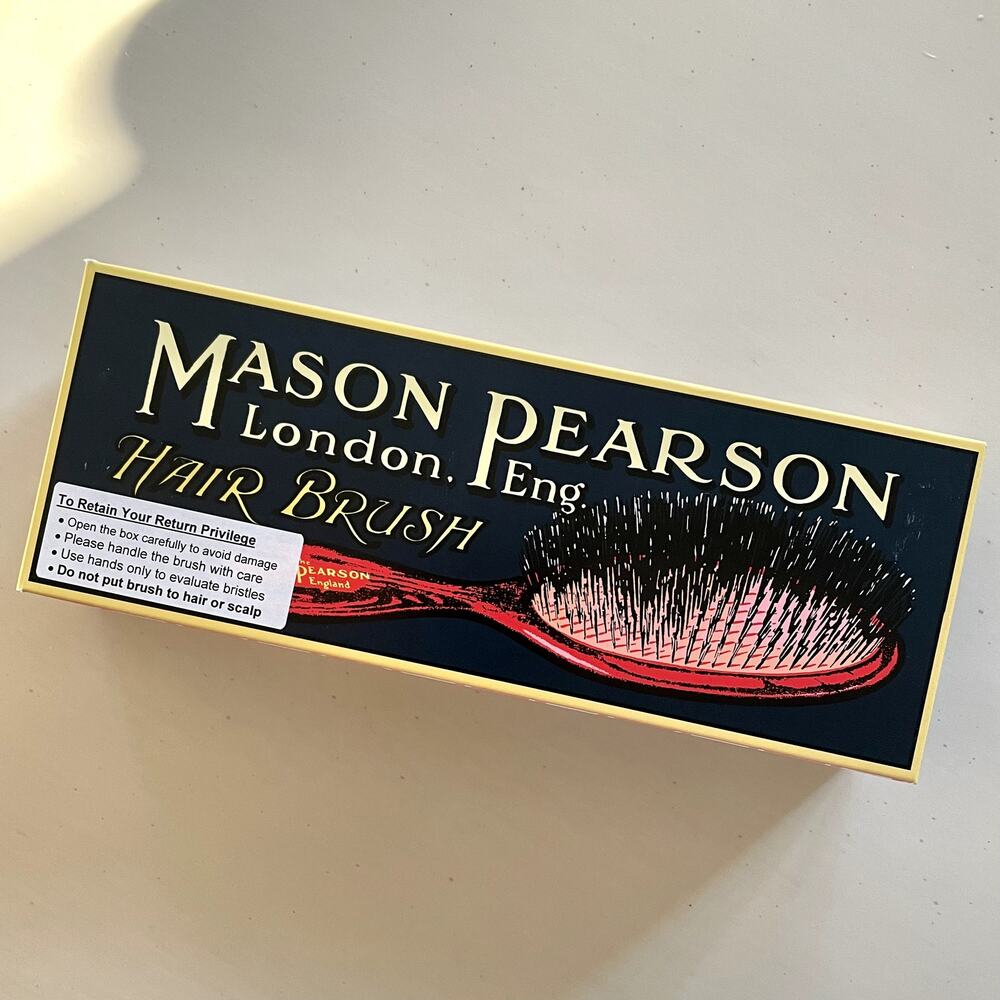 MASON PEARSON
London, Eng.
HAIR BRUSH
To Retain Your Return Privilege
• Open the box carefully to avoid damage
• Please handle the brush with care
• Use hands only to evaluate bristles
• Do not put brush to hair or scalp
PEARSON
England